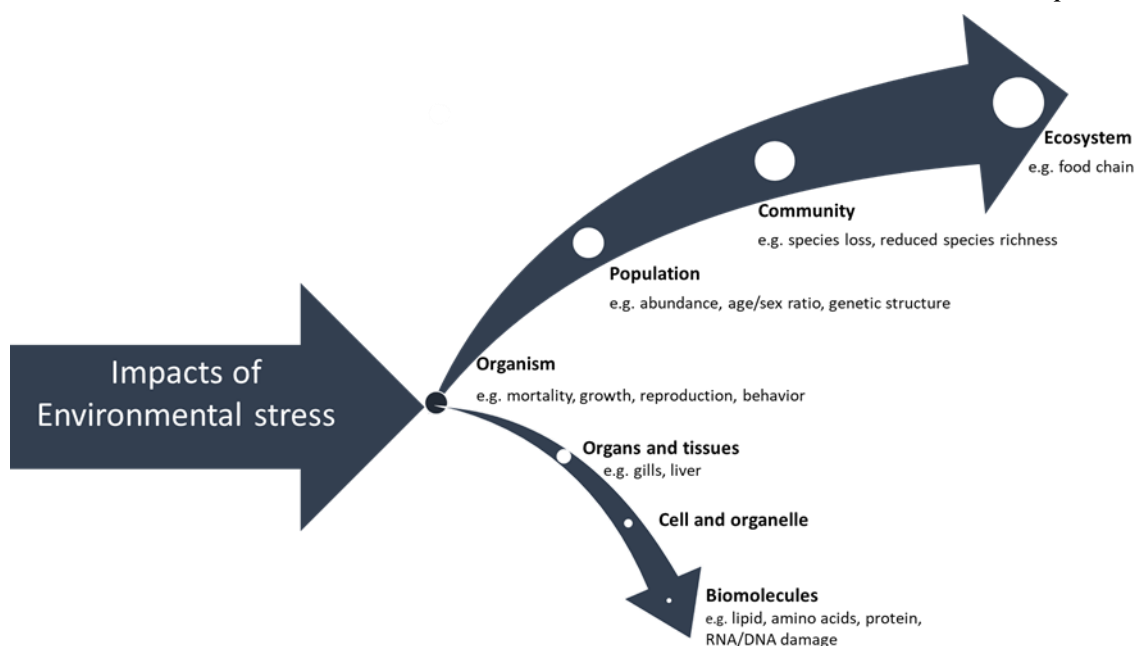 Ecosystem
e.g. food chain
Community
e.g. species loss, reduced species richness
Population
e.g. abundance, age/sex ratio, genetic structure
Impacts of
Environmental stress
Organism
e.g. mortality, growth, reproduction, behavior
Organs and tissues
e.g. gills, liver
Cell and organelle
Biomolecules
e.g. lipid, amino acids, protein,
RNA/DNA damage